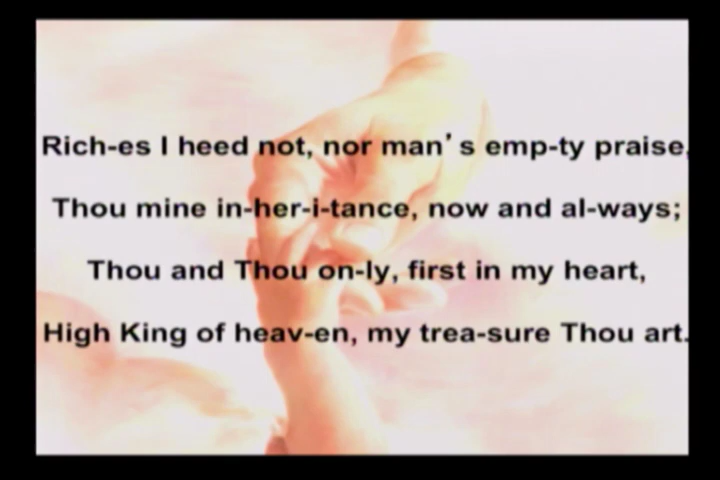 Rich-es I heed not, nor man's emp-ty praise,
Thou mine in-her-i-tance, now and al-ways;
Thou and Thou on-ly, first in my heart,
High King of heav-en, my trea-sure Thou art.